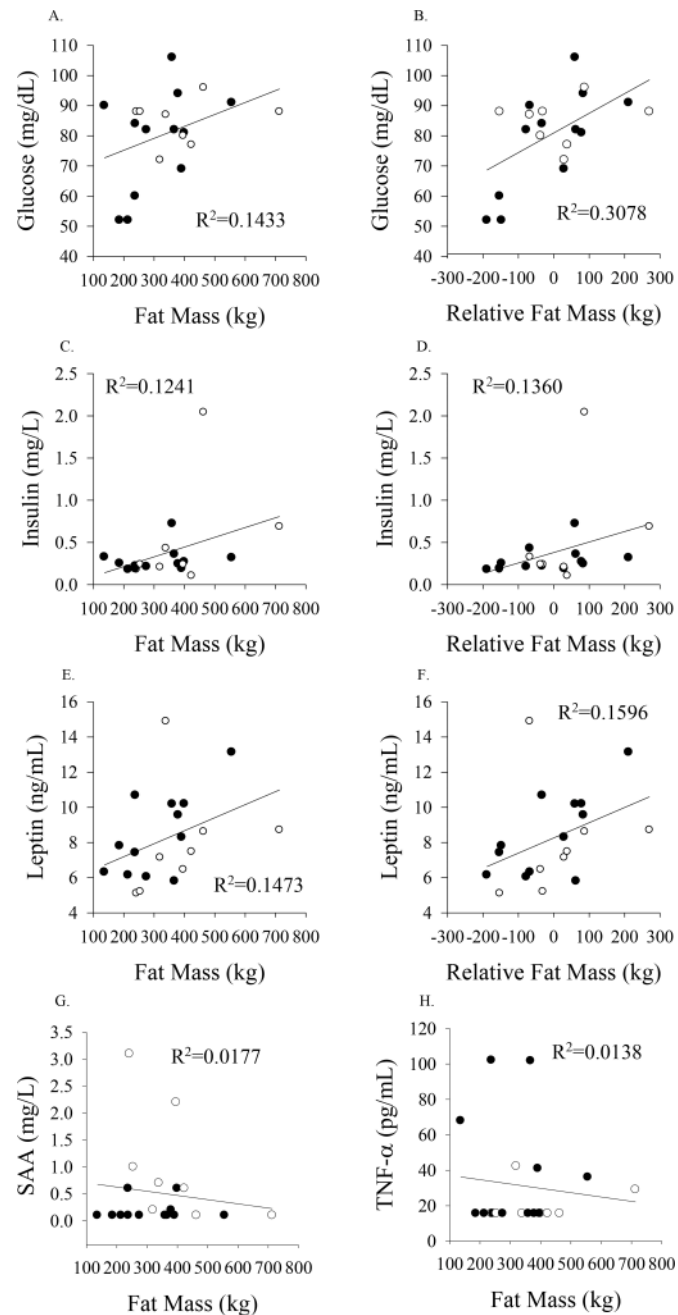 A.
B.
Glucose (mg/dL)
110
100
90
80
70
60
50
40
R²=0.1433
100 200 300 400 500 600 700 800
Fat Mass (kg)
Glucose (mg/dL)
110
100
90
80
70
60
50
40
R²=0.3078
-300 -200 -100 0 100 200 300
Relative Fat Mass (kg)
C.
D.
Insulin (mg/L)
2.5
2.0
1.5
1.0
0.5
0.0
R²=0.1241
100 200 300 400 500 600 700 800
Fat Mass (kg)
Insulin (mg/L)
2.5
2.0
1.5
1.0
0.5
0.0
R²=0.1360
-300 -200 -100 0 100 200 300
Relative Fat Mass (kg)
E.
F.
Leptin (ng/mL)
16
14
12
10
8
6
4
R²=0.1473
100 200 300 400 500 600 700 800
Fat Mass (kg)
Leptin (ng/mL)
16
14
12
10
8
6
4
R²=0.1596
-300 -200 -100 0 100 200 300
Relative Fat Mass (kg)
G.
H.
SAA (mg/L)
3.5
3.0
2.5
2.0
1.5
1.0
0.5
0.0
R²=0.0177
100 200 300 400 500 600 700 800
Fat Mass (kg)
TNF-α (pg/mL)
120
100
80
60
40
20
0
R²=0.0138
100 200 300 400 500 600 700 800
Fat Mass (kg)